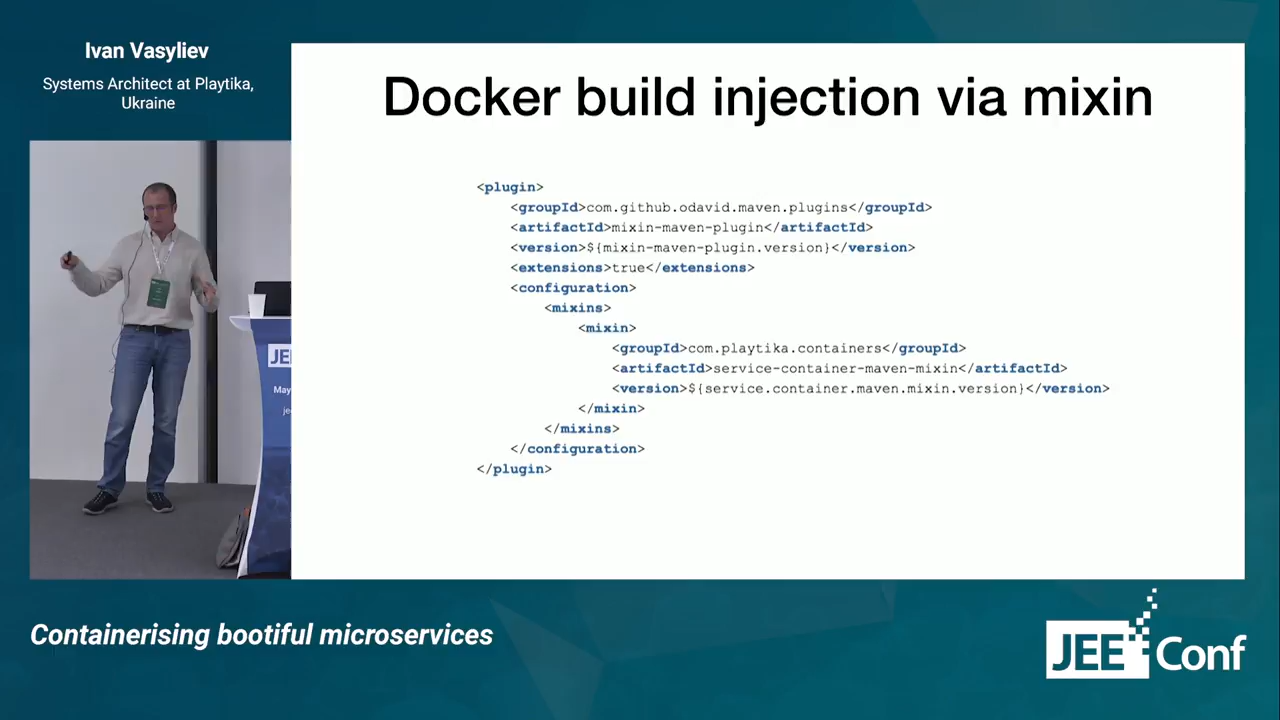 Ivan Vasyliev
Systems Architect at Playtika,
Ukraine
Docker build injection via mixin
<plugin>
<groupId>com.github.odavid.maven.plugins</groupId>
<artifactId>mixin-maven-plugin</artifactId>
<version>${mixin-maven-plugin.version}</version>
<extensions>true</extensions>
<configuration>
<mixins>
<mixin>
<groupId>com.playtika.containers</groupId>
<artifactId>service-container-maven-mixin</artifactId>
<version>${service.container.maven.mixin.version}</version>
</mixin>
</mixins>
</configuration>
</plugin>
JE
May
je
Containerising bootiful microservices
JEE Conf